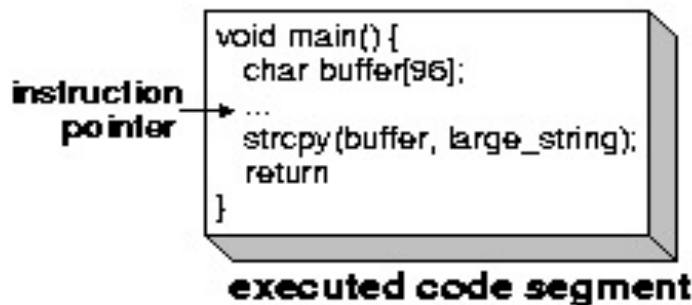 void main() {
char buffer[96];
instruction
pointer
...
strcpy(buffer, large_string);
return
}
executed code segment